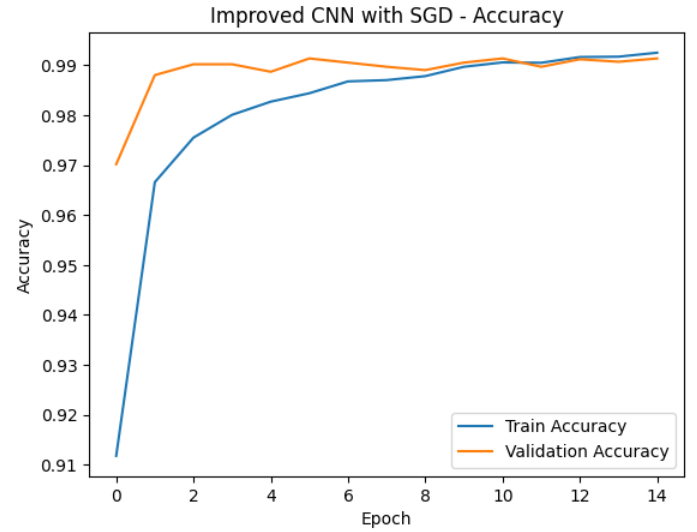 Improved CNN with SGD - Accuracy
0.99
0.98
0.97
0.96
0.95
0.94
0.93
0.92
0.91
Accuracy
Train Accuracy
Validation Accuracy
0 2 4 6 8 10 12 14
Epoch